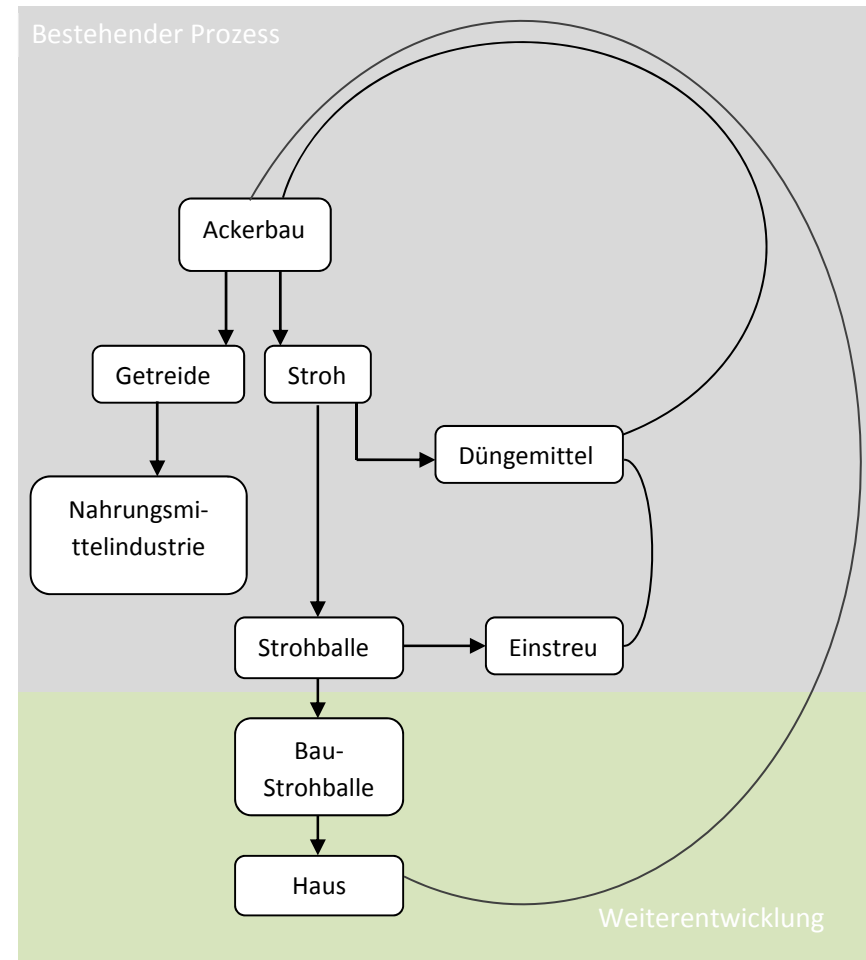 Bestehender Prozess
Ackerbau
Getreide
Stroh
Düngemittel
Nahrungsmi-
ttelindustrie
Strohballe
Einstreu
Bau-
Strohballe
Haus
Weiterentwicklung